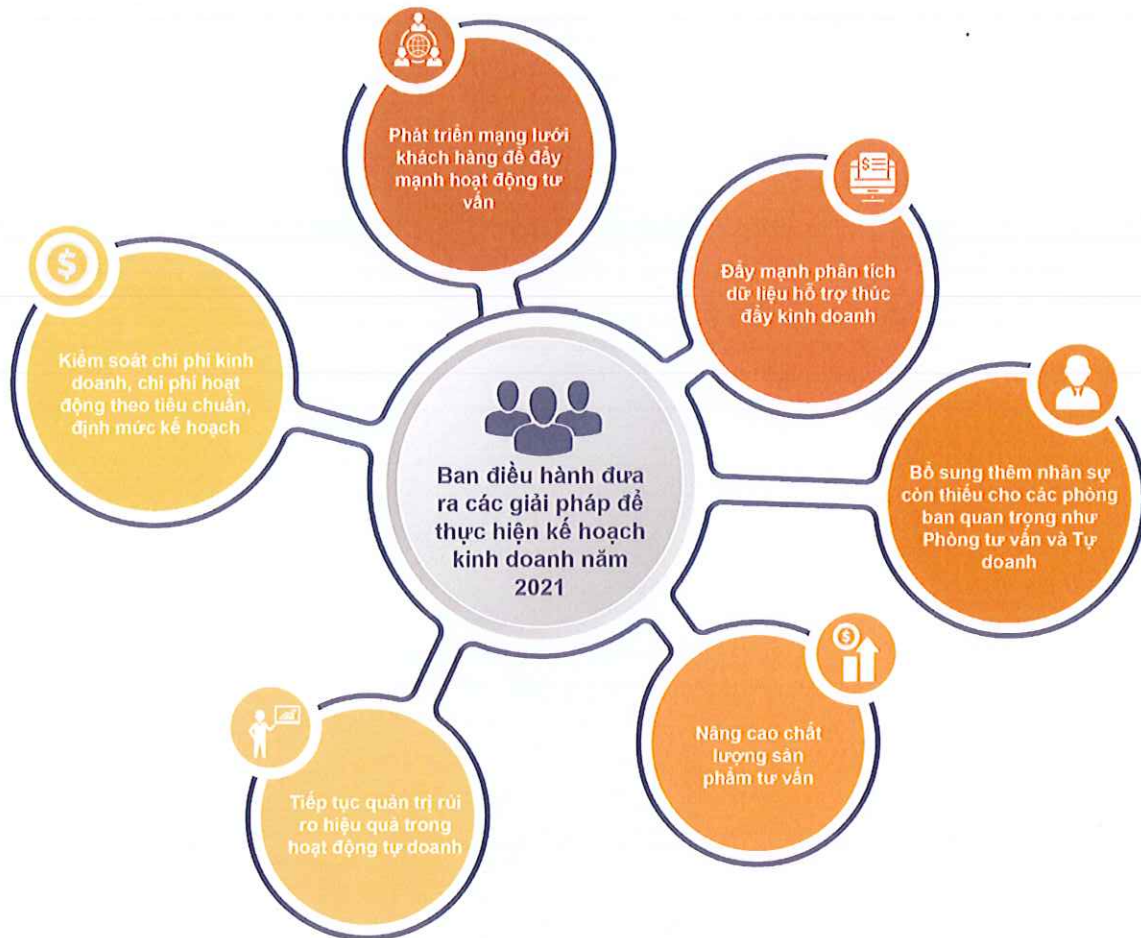 Phát triển mạng lưới
khách hàng để đẩy
mạnh hoạt động tư
vấn
Đẩy mạnh phân tích
dữ liệu hỗ trợ thúc
đẩy kinh doanh
Kiểm soát chi phí kinh
doanh, chi phí hoạt
động theo tiêu chuẩn,
định mức kế hoạch
Ban điều hành đưa
ra các giải pháp để
thực hiện kế hoạch
kinh doanh năm
2021
Bổ sung thêm nhân sự
còn thiếu cho các phòng
ban quan trọng như
Phòng tư vấn và Tự
doanh
Nâng cao chất
lượng sản
phẩm tư vấn
Tiếp tục quản trị rủi
ro hiệu quả trong
hoạt động tự doanh